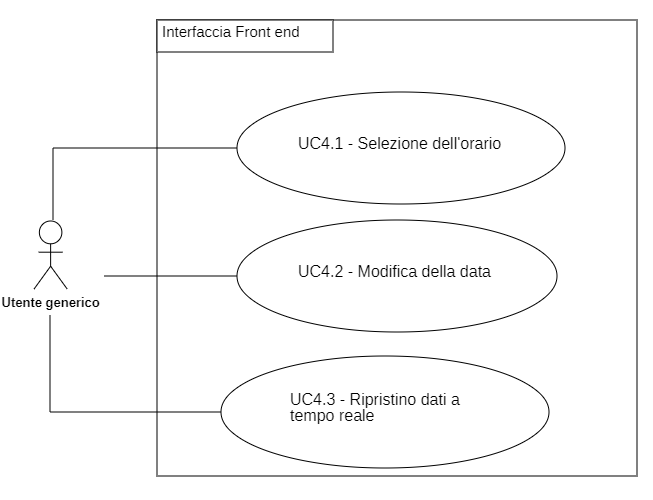 Interfaccia Front end
UC4.1 - Selezione dell'orario
UC4.2 - Modifica della data
Utente generico
UC4.3 - Ripristino dati a
tempo reale